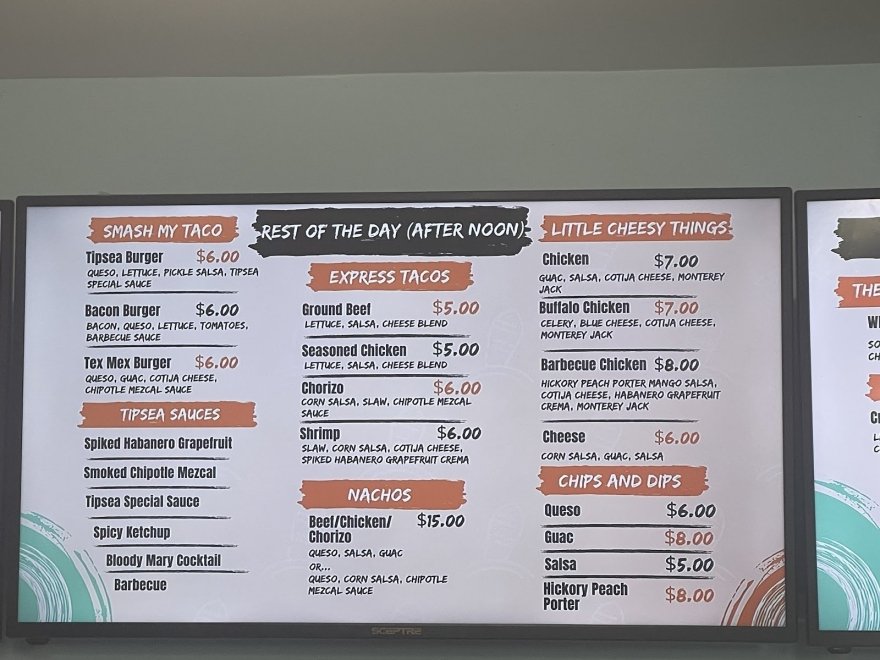 REST OF THE DAY (AFTER NOON)
SMASH MY TACO
Tipsea Burger $6.00
QUESO, LETTUCE, PICKLE SALSA, TIPSEA
SPECIAL SAUCE
Bacon Burger $6.00
BACON, QUESO, LETTUCE, TOMATOES,
BARBECUE SAUCE
Tex Mex Burger $6.00
QUESO, GUAC, COTIJA CHEESE,
CHIPOTLE MEZCAL SAUCE
TIPSEA SAUCES
Spiked Habanero Grapefruit
Smoked Chipotle Mezcal
Tipsea Special Sauce
Spicy Ketchup
Bloody Mary Cocktail
Barbecue
EXPRESS TACOS
Ground Beef $5.00
LETTUCE, SALSA, CHEESE BLEND
Seasoned Chicken $5.00
LETTUCE, SALSA, CHEESE BLEND
Chorizo $6.00
CORN SALSA, SLAW, CHIPOTLE MEZCAL
SAUCE
Shrimp $6.00
SLAW, CORN SALSA, COTIJA CHEESE,
SPIKED HABANERO GRAPEFRUIT CREMA
NACHOS
Beef/Chicken/ $15.00
Chorizo
QUESO, SALSA, GUAC
OR...
QUESO, CORN SALSA, CHIPOTLE
MEZCAL SAUCE
LITTLE CHEESY THINGS
Chicken $7.00
GUAC, SALSA, COTIJA CHEESE, MONTEREY
JACK
Buffalo Chicken $7.00
CELERY, BLUE CHEESE, COTIJA CHEESE,
MONTEREY JACK
Barbecue Chicken $8.00
HICKORY PEACH PORTER MANGO SALSA,
COTIJA CHEESE, HABANERO GRAPEFRUIT
CREMA, MONTEREY JACK
Cheese $6.00
CORN SALSA, GUAC, SALSA
CHIPS AND DIPS
Queso $6.00
Guac $8.00
Salsa $5.00
Hickory Peach $8.00
Porter
SCEPTRE
THE